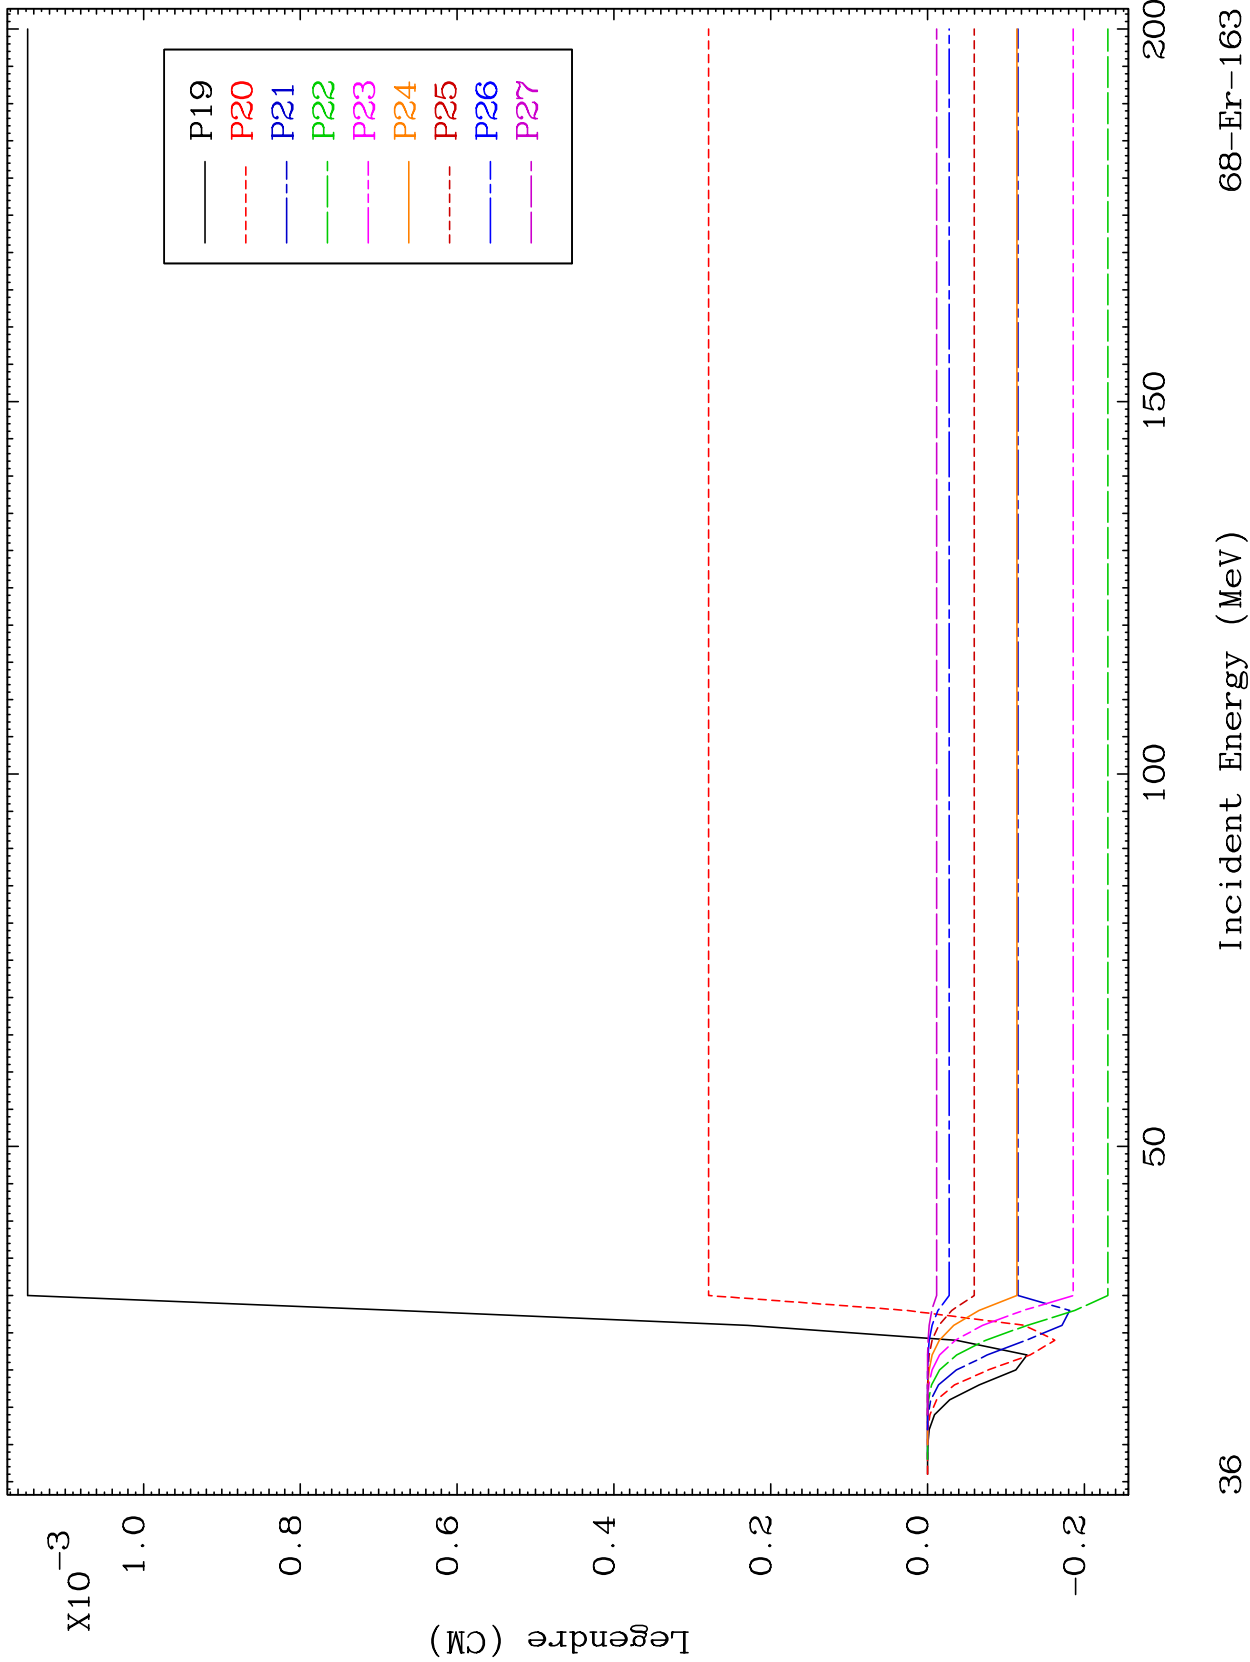 X10-3
1.0
0.8
0.6
0.4
0.2
0.0
-0.2
Legendre (CM)
P19
P20
P21
P22
P23
P24
P25
P26
P27
50
100
150
200
Incident Energy (MeV)
36
68-Er-163